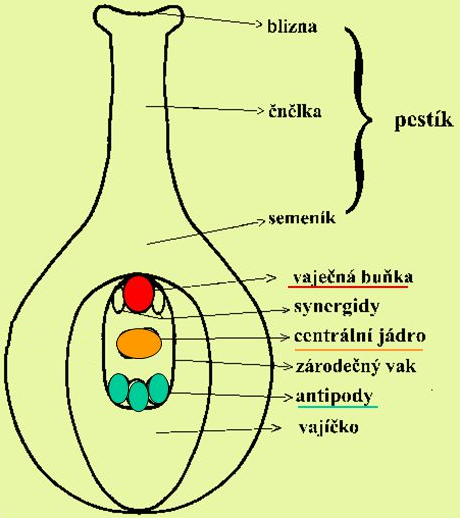 blizna
čnělka
pestík
semeník
vaječná buňka
synergidy
centrální jádro
zárodečný vak
antipody
vajíčko